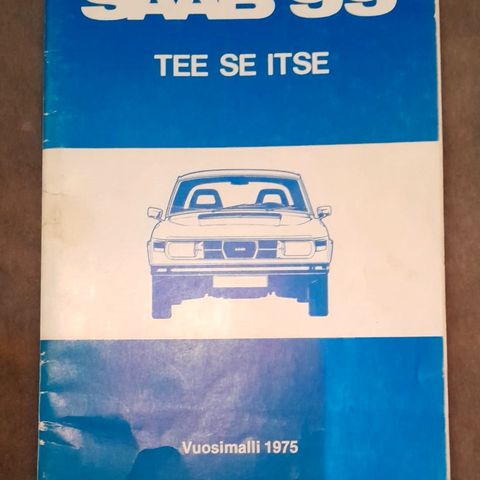 SAAB 99
TEE SE ITSE
Vuosimalli 1975